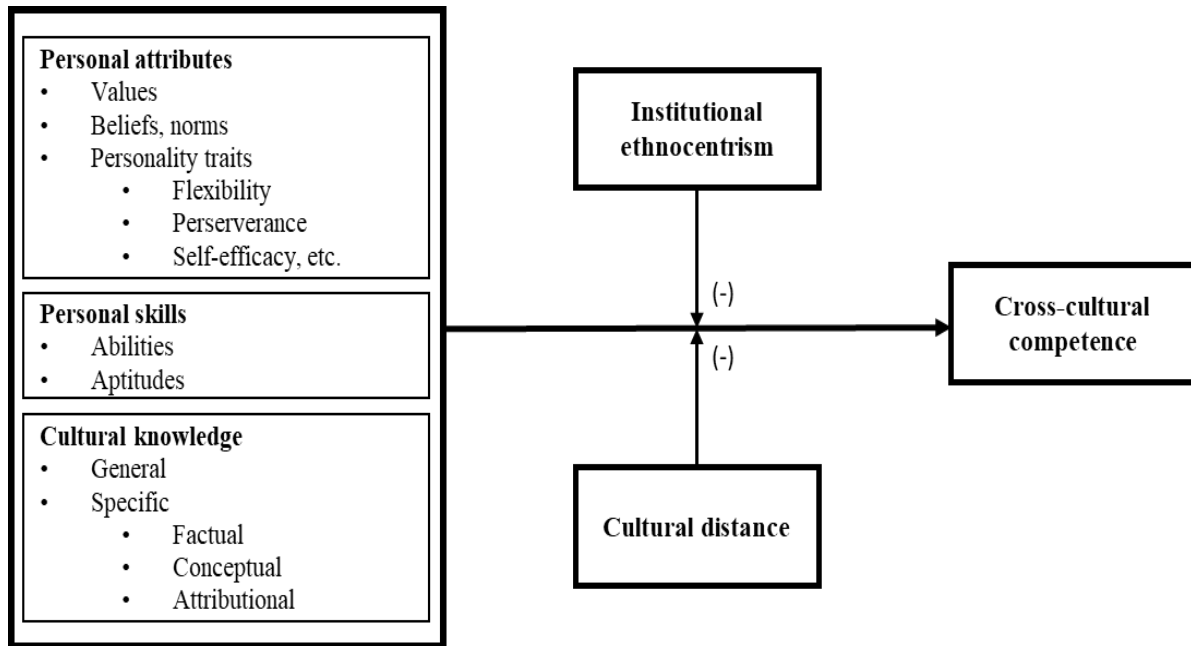 Personal attributes
• Values
• Beliefs, norms
• Personality traits
• Flexibility
• Perserverance
• Self-efficacy, etc.
Personal skills
• Abilities
• Aptitudes
Cultural knowledge
• General
• Specific
• Factual
• Conceptual
• Attributional
Institutional
ethnocentrism
(-)
(-)
Cultural distance
Cross-cultural
competence